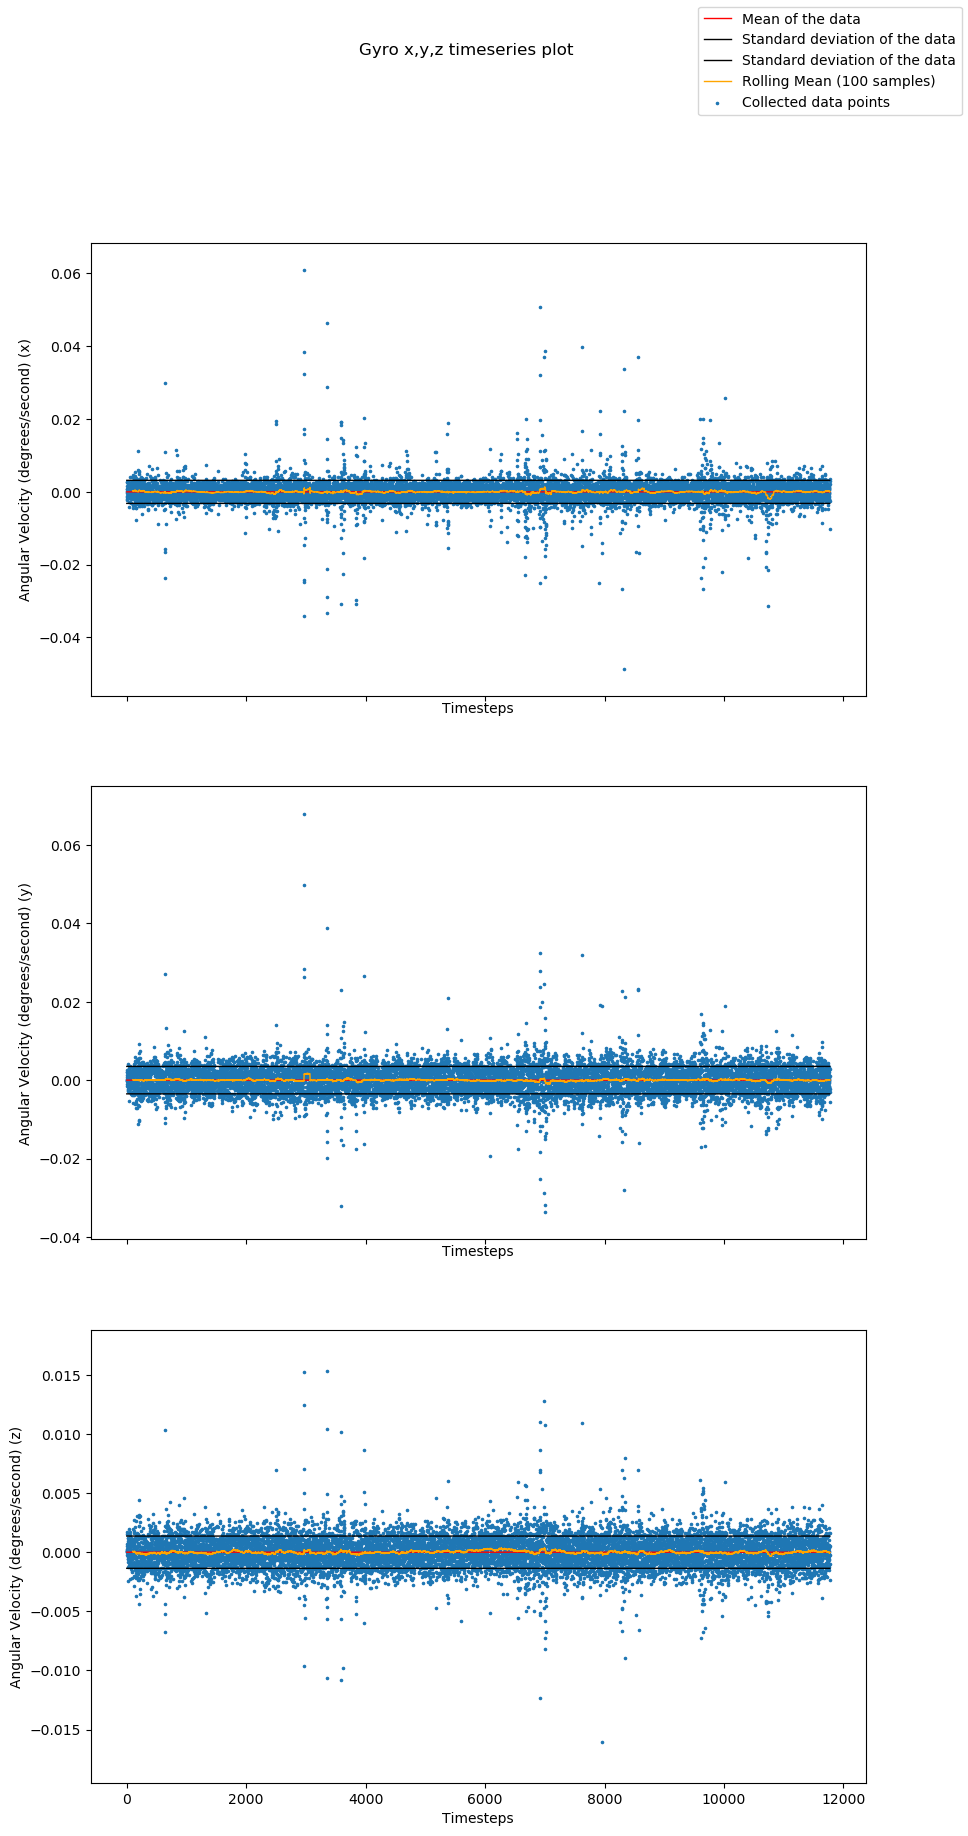 Gyro x,y,z timeseries plot
Mean of the data
Standard deviation of the data
Standard deviation of the data
Rolling Mean (100 samples)
Collected data points
Angular Velocity (degrees/second) (x)
0.06
0.04
0.02
0.00
−0.02
−0.04
Timesteps
Angular Velocity (degrees/second) (y)
0.06
0.04
0.02
0.00
−0.02
−0.04
Timesteps
Angular Velocity (degrees/second) (z)
0.015
0.010
0.005
0.000
−0.005
−0.010
−0.015
0 2000 4000 6000 8000 10000 12000
Timesteps